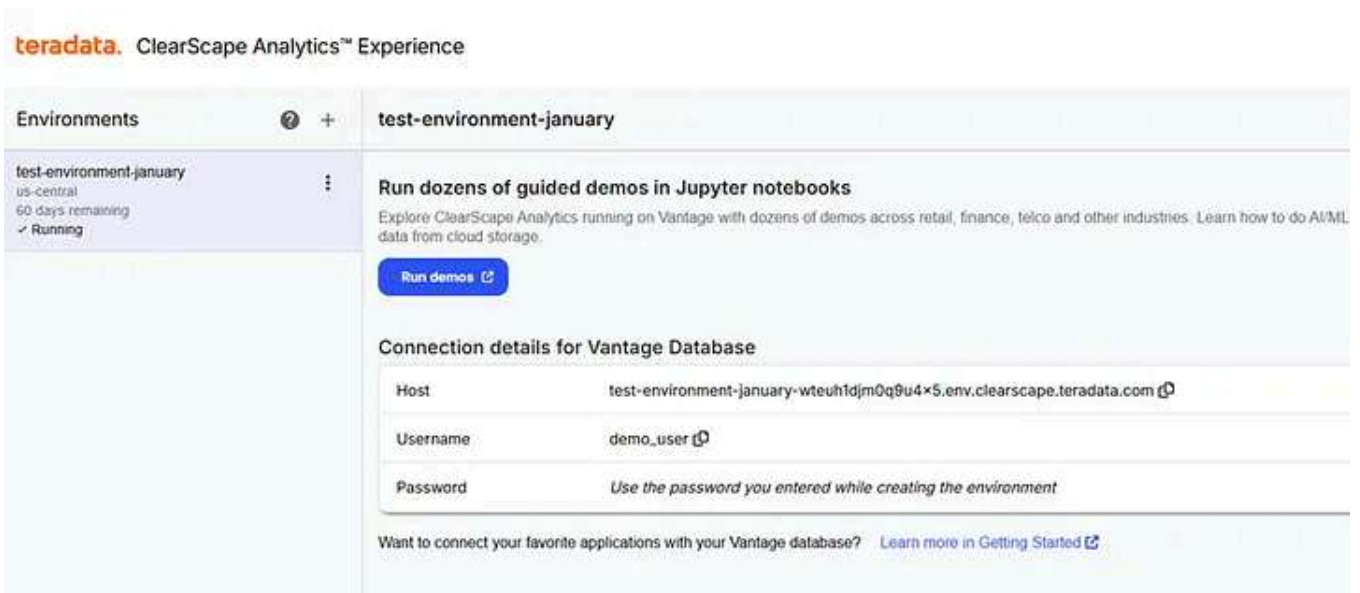 teradata. ClearScape Analytics™ Experience
Environments
test-environment-january
us-central
60 days remaining
✓ Running
test-environment-january
Run dozens of guided demos in Jupyter notebooks
Explore ClearScape Analytics running on Vantage with dozens of demos across retail, finance, telco and other industries. Learn how to do AI/ML
data from cloud storage.
Run demos
Connection details for Vantage Database
Host test-environment-january-wteuh1djm0q9u4x5.env.clearscape.teradata.com
Username demo_user
Password Use the password you entered while creating the environment
Want to connect your favorite applications with your Vantage database? Learn more in Getting Started